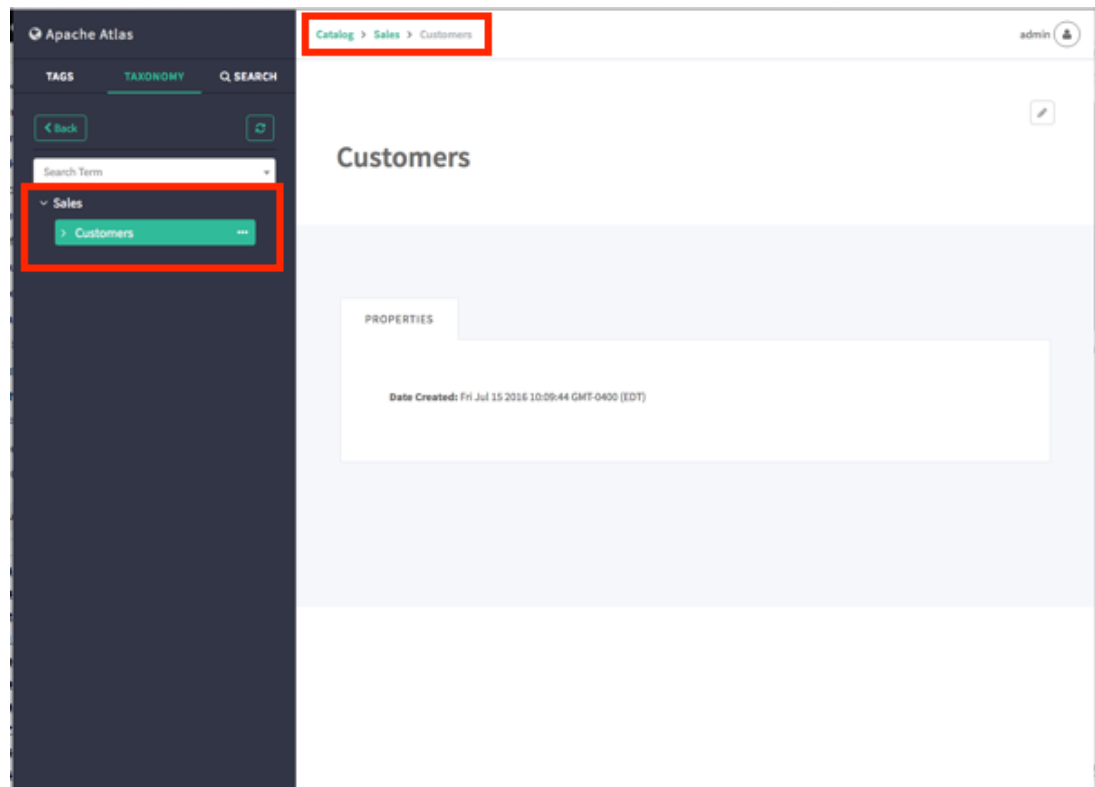 Apache Atlas
TAGS TAXONOMY SEARCH
Back
Search Term
Sales
Customers
Catalog > Sales > Customers
admin
Customers
PROPERTIES
Date Created: Fri Jul 15 2016 10:09:44 GMT-0400 (EDT)